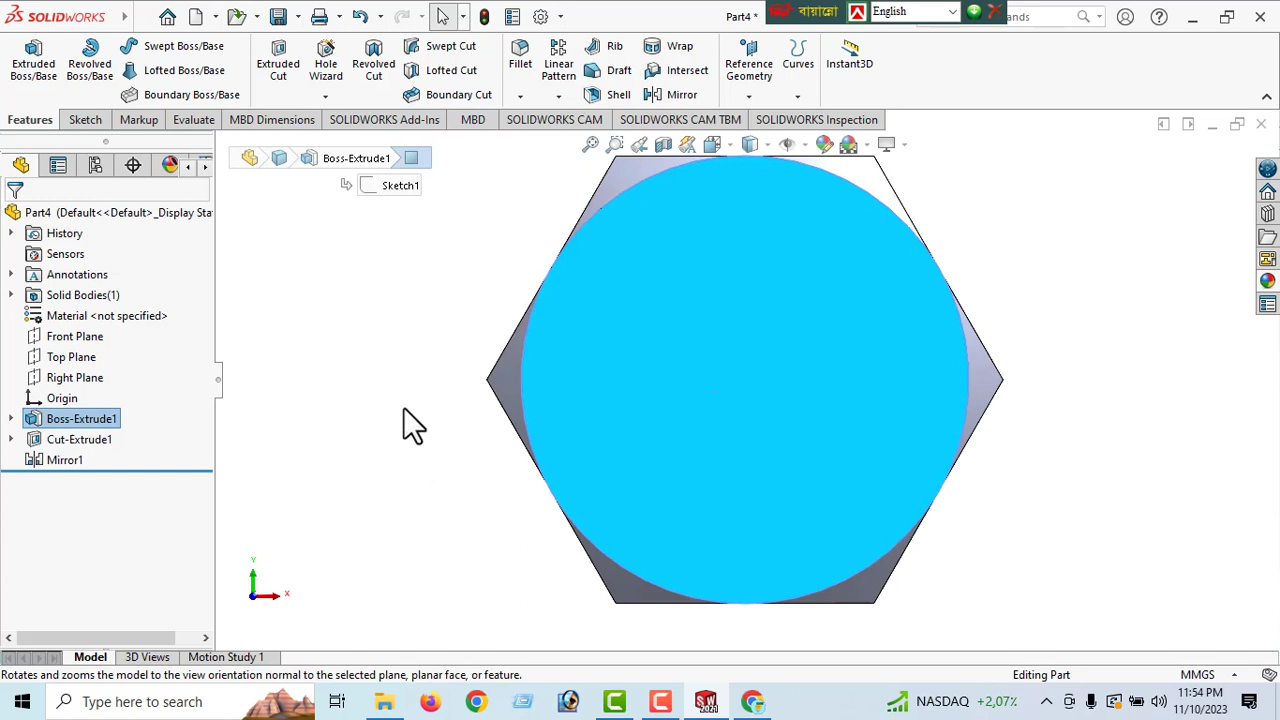 SOLIDWORKS
Part4 *
বায়ান্নো
English
ands
Extruded Boss/Base
Revolved Boss/Base
Swept Boss/Base
Lofted Boss/Base
Boundary Boss/Base
Extruded Cut
Hole Wizard
Revolved Cut
Swept Cut
Lofted Cut
Boundary Cut
Fillet
Linear Pattern
Rib
Draft
Shell
Wrap
Intersect
Mirror
Reference Geometry
Curves
Instant3D
Features
Sketch
Markup
Evaluate
MBD Dimensions
SOLIDWORKS Add-Ins
MBD
SOLIDWORKS CAM
SOLIDWORKS CAM TBM
SOLIDWORKS Inspection
Boss-Extrude1
Sketch1
Part4 (Default<<Default>_Display Sta
History
Sensors
Annotations
Solid Bodies(1)
Material <not specified>
Front Plane
Top Plane
Right Plane
Origin
Boss-Extrude1
Cut-Extrude1
Mirror1
Y
X
Model
3D Views
Motion Study 1
Rotates and zooms the model to the view orientation normal to the selected plane, planar face, or feature.
Editing Part
MMGS
Type here to search
NASDAQ +2,07%
11:54 PM
11/10/2023